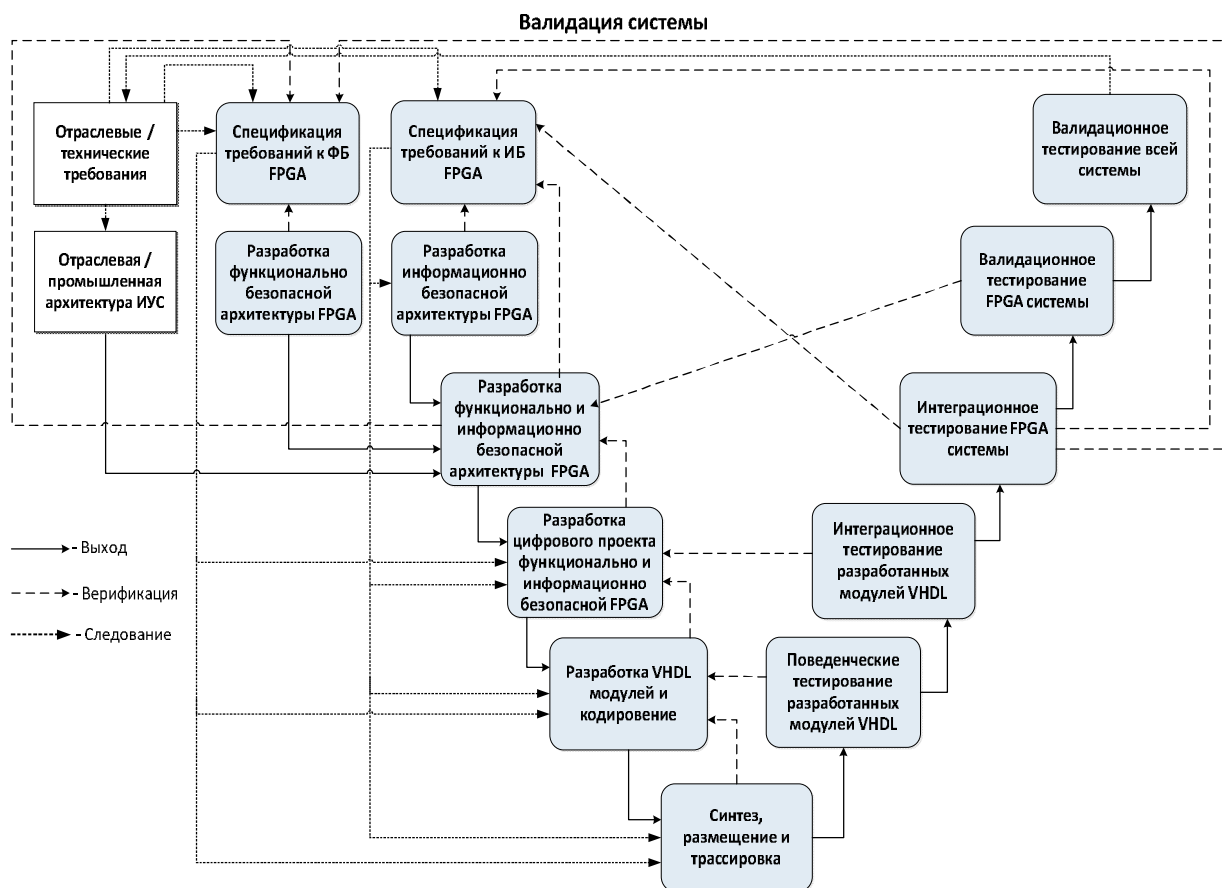 Валидация системы
Отраслевые /
технические
требования
Спецификация
требований к ФБ
FPGA
Спецификация
требований к ИБ
FPGA
Валидационное
тестирование всей
системы
Отраслевая /
промышленная
архитектура ИУС
Разработка
функционально
безопасной
архитектуры FPGA
Разработка
информационно
безопасной
архитектуры FPGA
Валидационное
тестирование
FPGA системы
Разработка
функционально и
информационно
безопасной
архитектуры FPGA
Интеграционное
тестирование FPGA
системы
Разработка
цифрового проекта
функционально и
информационно
безопасной FPGA
Интеграционное
тестирование
разработанных
модулей VHDL
- Выход
- Верификация
- Следование
Разработка VHDL
модулей и
кодировение
Поведенческие
тестирование
разработанных
модулей VHDL
Синтез,
размещение и
трассировка